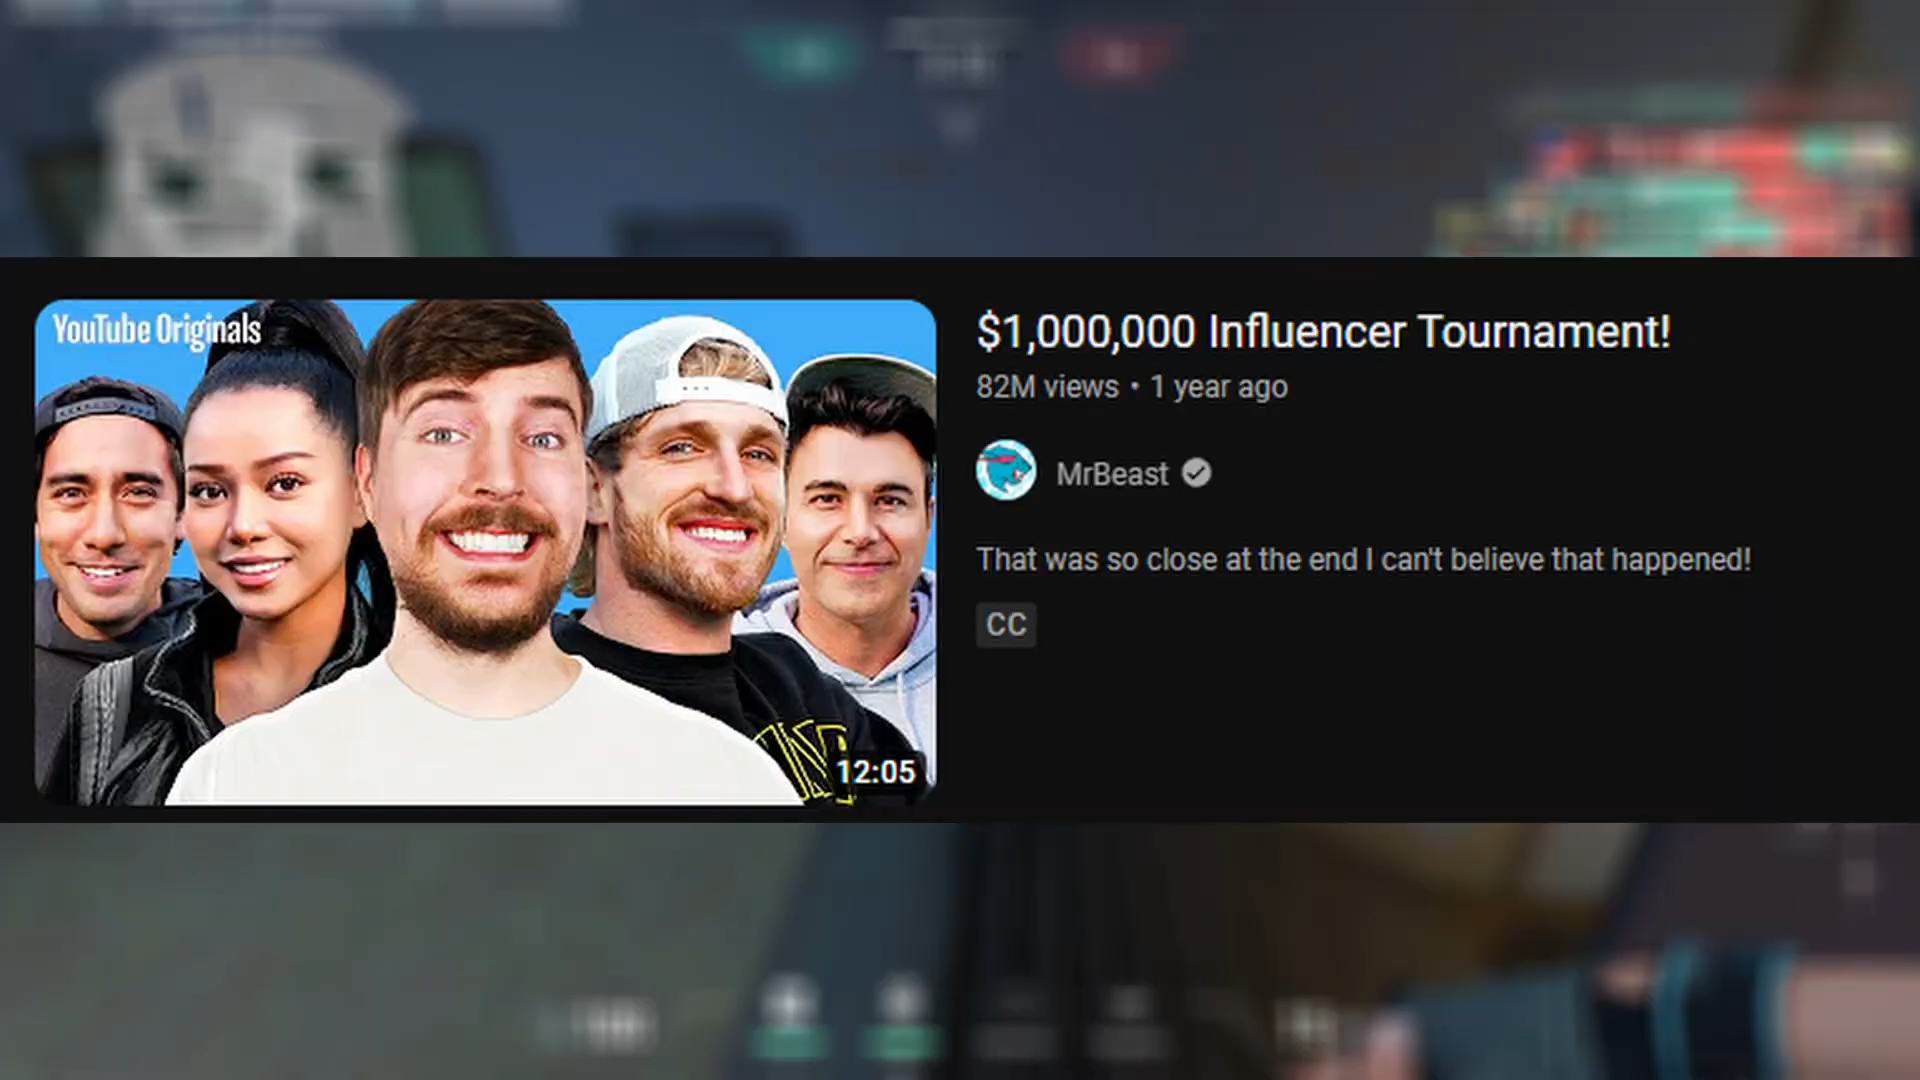 YouTube Originals
12:05
$1,000,000 Influencer Tournament!
82M views • 1 year ago
MrBeast
That was so close at the end I can't believe that happened!
CC